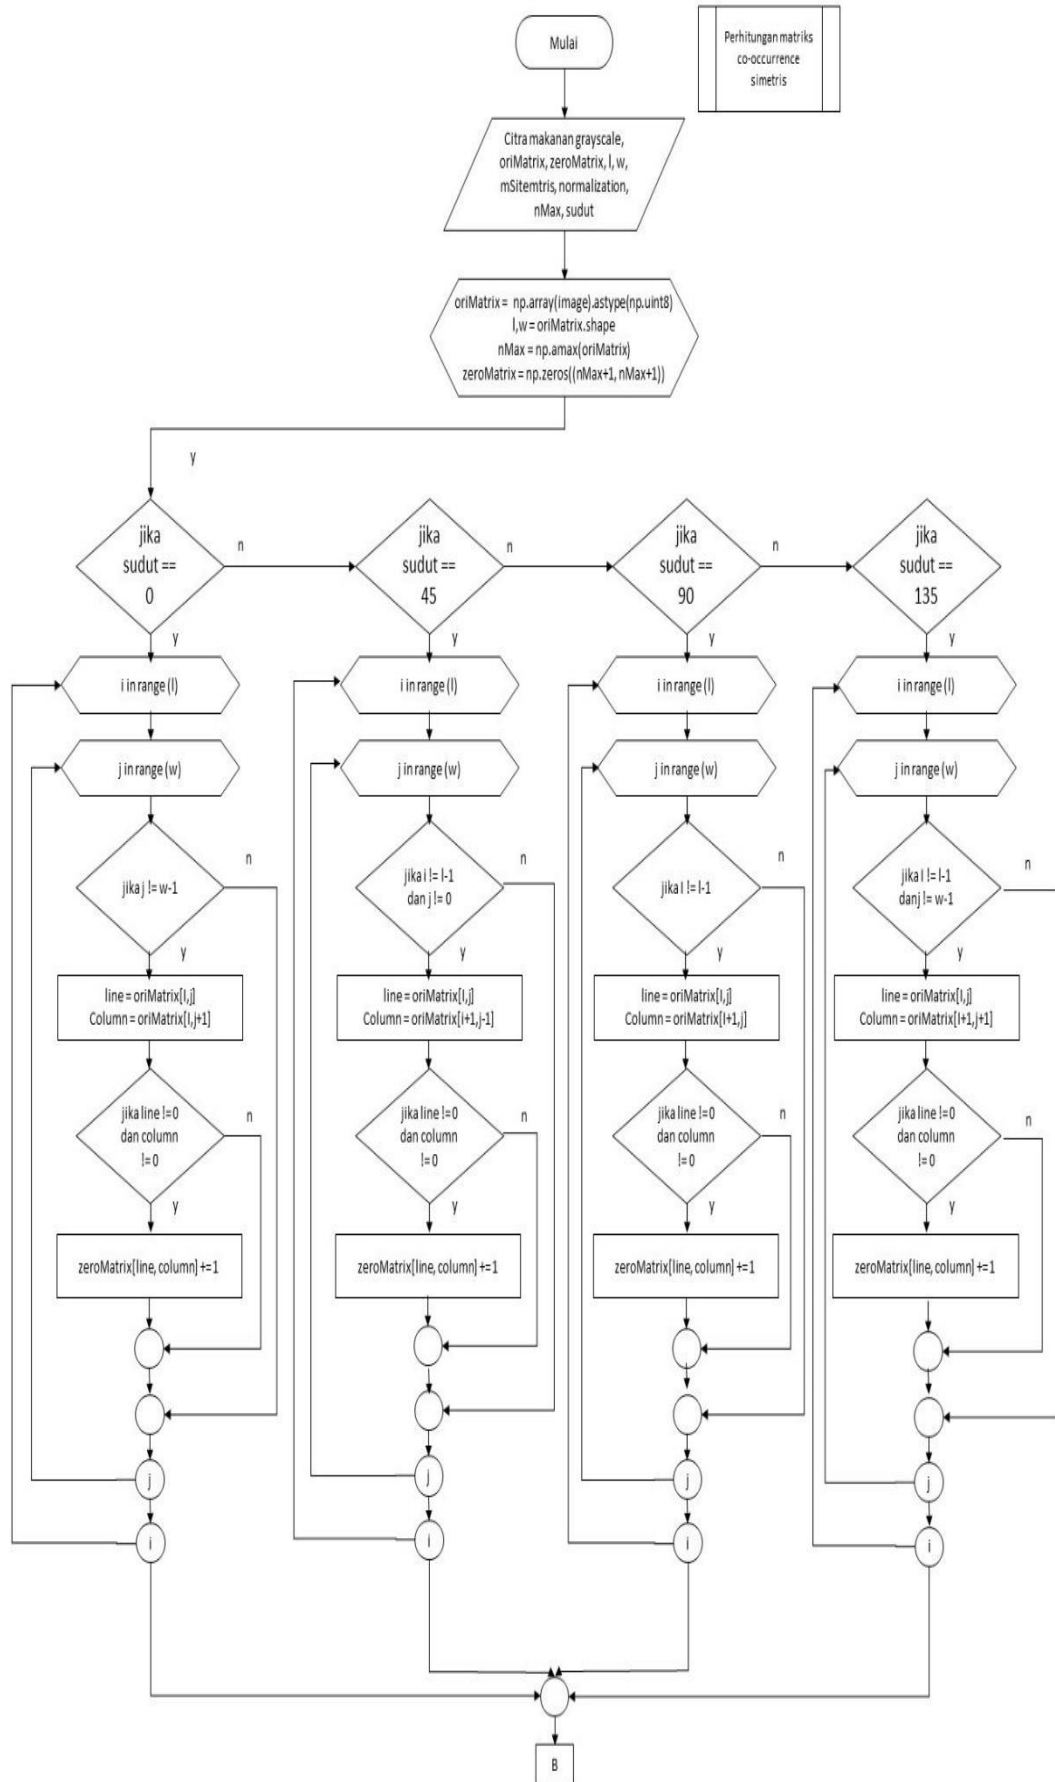 Mulai
Perhitungan matriks
co-occurrence
simetris
Citra makanan grayscale,
oriMatrix, zeroMatrix, l, w,
mSitemtris, normalization,
nMax, sudut
oriMatrix = np.array(image).astype(np.uint8)
l,w = oriMatrix.shape
nMax = np.amax(oriMatrix)
zeroMatrix = np.zeros((nMax+1, nMax+1))
y
jika
sudut ==
0
n
jika
sudut ==
45
n
jika
sudut ==
90
n
jika
sudut ==
135
y
y
y
y
i in range (l)
i in range (l)
i in range (l)
i in range (l)
j in range (w)
j in range (w)
j in range (w)
j in range (w)
jika j != w-1
n
jika i != l-1
dan j != 0
n
jika I != l-1
n
jika I != l-1
danj != w-1
n
y
y
y
y
line = oriMatrix[I,j]
Column = oriMatrix[I,j+1]
line = oriMatrix[I,j]
Column = oriMatrix[i+1,j-1]
line = oriMatrix[I,j]
Column = oriMatrix[I+1,j]
line = oriMatrix[I,j]
Column = oriMatrix[I+1,j+1]
jika line !=0
dan column
!= 0
n
jika line !=0
dan column
!= 0
n
jika line !=0
dan column
!= 0
n
jika line !=0
dan column
!= 0
n
y
y
y
y
zeroMatrix[line, column] +=1
zeroMatrix[line, column] +=1
zeroMatrix[line, column] +=1
zeroMatrix[line, column] +=1
j
j
j
j
i
i
i
i
B